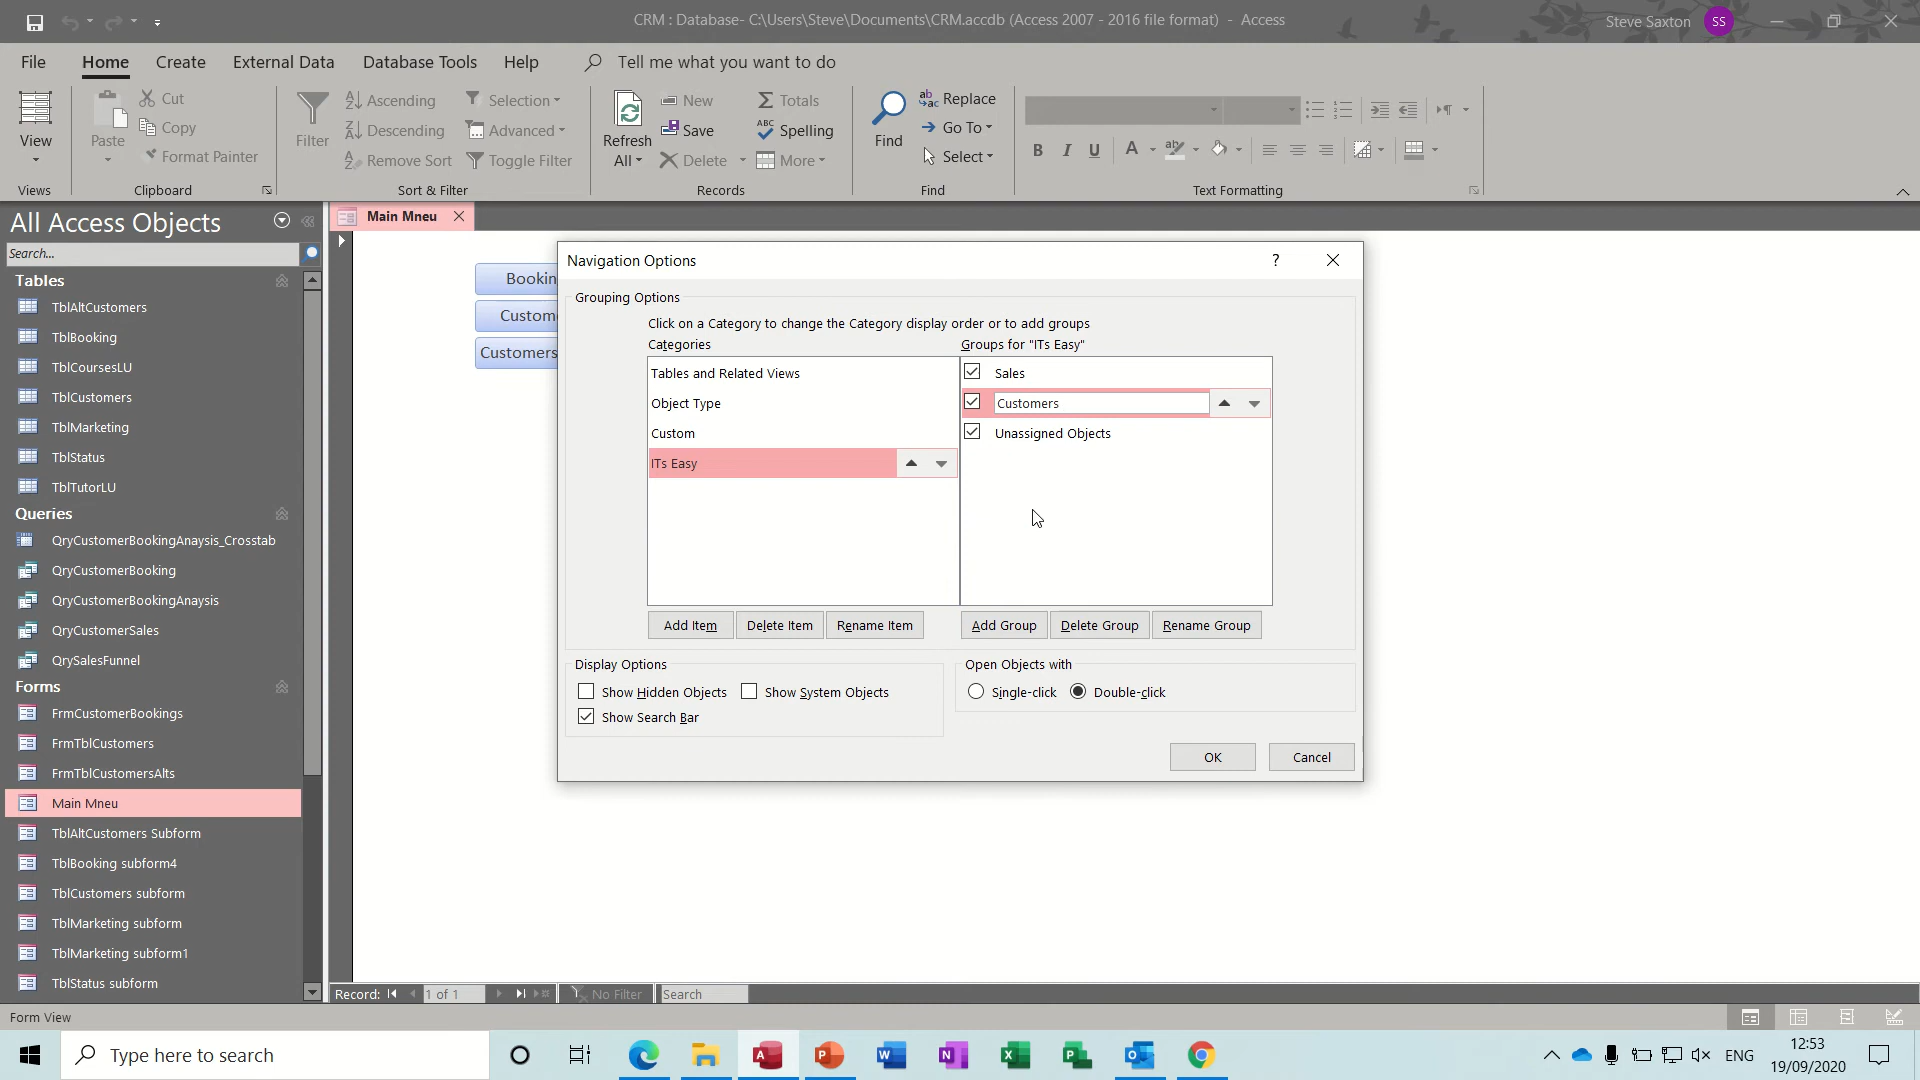 CRM : Database- C:\Users\Steve\Documents\CRM.accdb (Access 2007 - 2016 file format) - Access
Steve Saxton SS
File Home Create External Data Database Tools Help Tell me what you want to do
View
Views
Paste
Cut
Copy
Format Painter
Clipboard
Filter
Ascending
Descending
Remove Sort
Selection
Advanced
Toggle Filter
Sort & Filter
Refresh
All
New
Save
Delete
Totals
Spelling
More
Records
Find
Replace
Go To
Select
Find
B I U A
Text Formatting
All Access Objects
Search...
Tables
TblAltCustomers
TblBooking
TblCoursesLU
TblCustomers
TblMarketing
TblStatus
TblTutorLU
Queries
QryCustomerBookingAnaysis_Crosstab
QryCustomerBooking
QryCustomerBookingAnaysis
QryCustomerSales
QrySalesFunnel
Forms
FrmCustomerBookings
FrmTblCustomers
FrmTblCustomersAlts
Main Mneu
TblAltCustomers Subform
TblBooking subform4
TblCustomers subform
TblMarketing subform
TblMarketing subform1
TblStatus subform
Main Mneu
Bookin
Custome
Customers
Navigation Options
?
Grouping Options
Click on a Category to change the Category display order or to add groups
Categories
Groups for "ITs Easy"
Tables and Related Views
Object Type
Custom
ITs Easy
Sales
Customers
Unassigned Objects
Add Item Delete Item Rename Item
Add Group Delete Group Rename Group
Display Options
Show Hidden Objects Show System Objects
Show Search Bar
Open Objects with
Single-click Double-click
OK Cancel
Record: 1 of 1 No Filter Search
Form View
Type here to search
ENG
12:53
19/09/2020